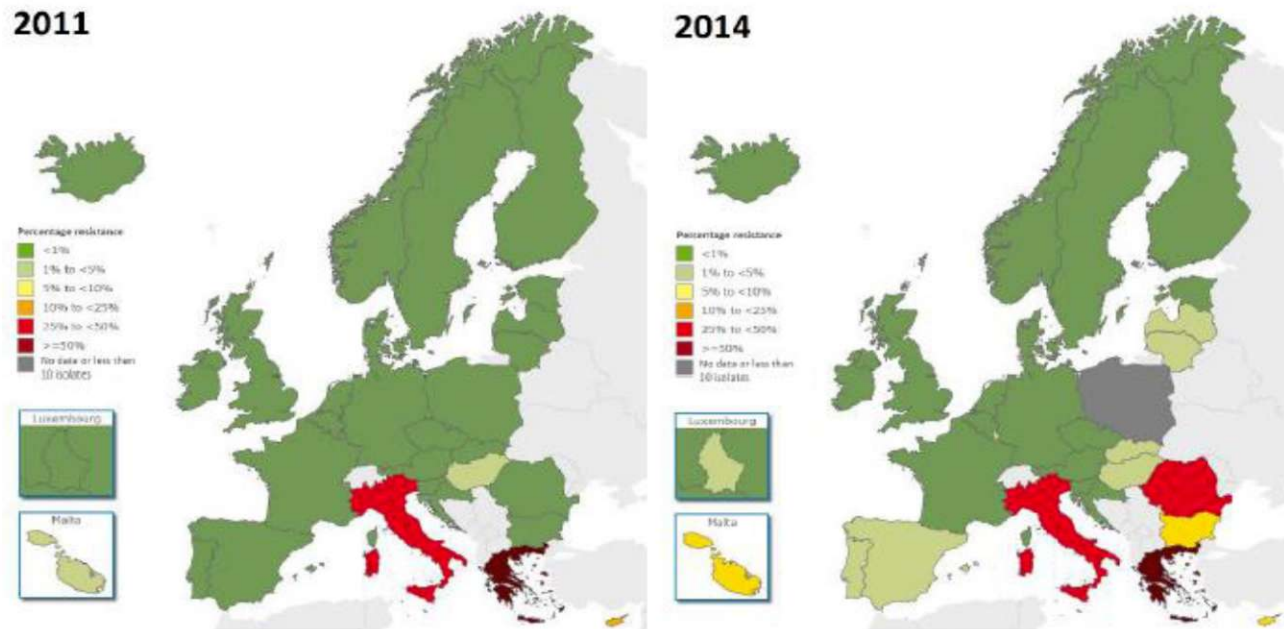 2011
Percentage resistance
<1%
1% to <5%
5% to <10%
10% to <25%
25% to <50%
>=50%
No data or less than
10 isolates
Luxembourg
Malta
2014
Percentage resistance
<1%
1% to <5%
5% to <10%
10% to <25%
25% to <50%
>=50%
No data or less than
10 isolates
Luxembourg
Malta